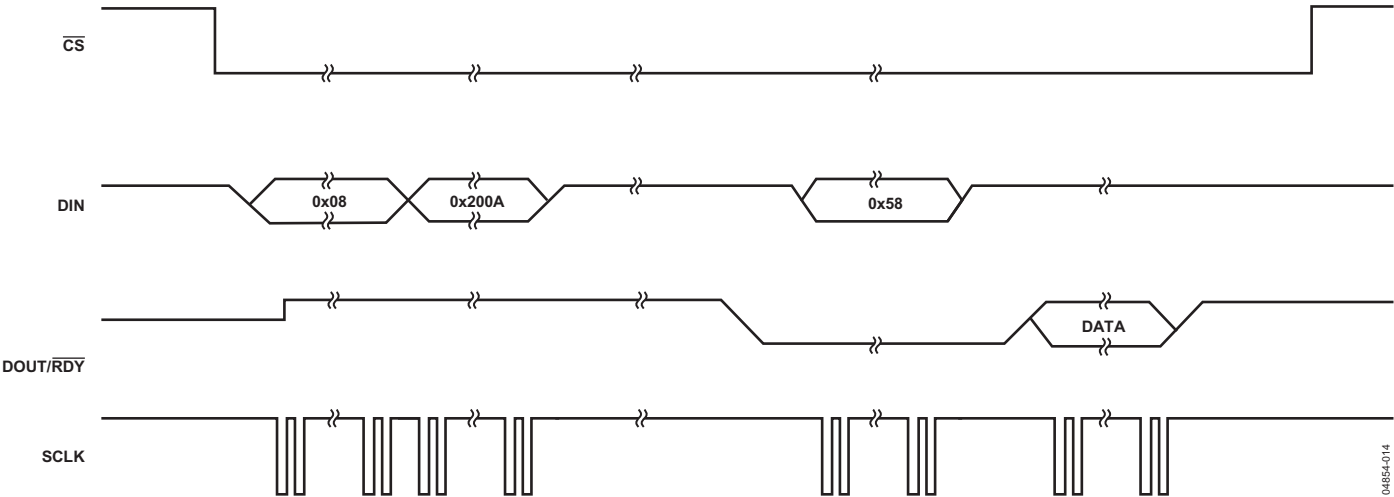 CS
DIN
0x08
0x200A
0x58
DOUT/RDY
DATA
SCLK
04854-014